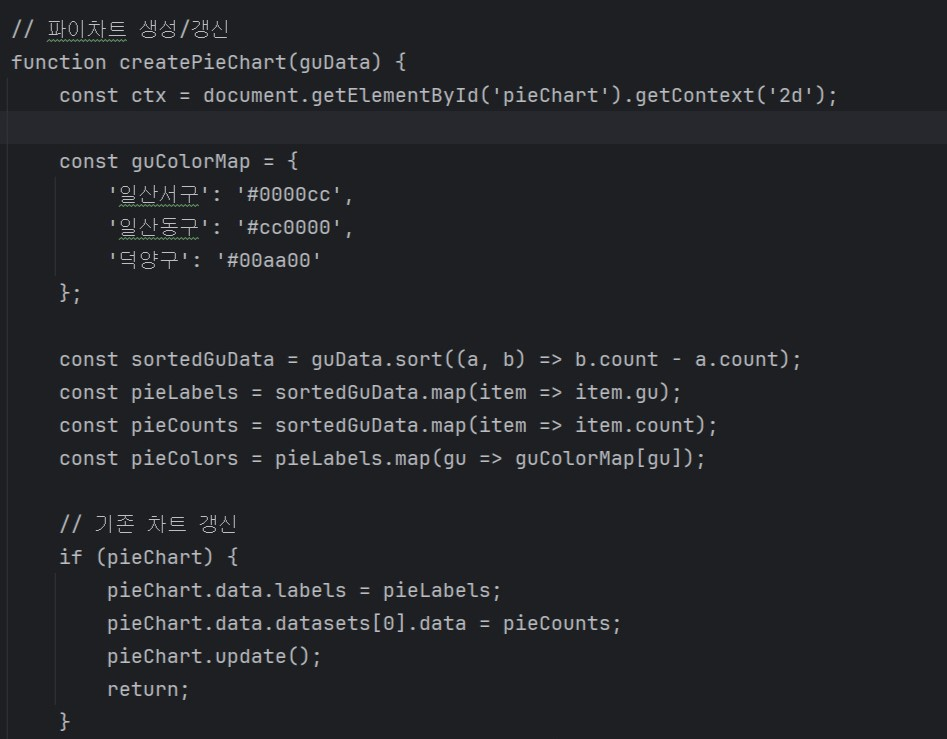 // 파이차트 생성/갱신
function createPieChart(guData) {
    const ctx = document.getElementById('pieChart').getContext('2d');

    const guColorMap = {
        '일산서구': '#0000cc',
        '일산동구': '#cc0000',
        '덕양구': '#00aa00'
    };

    const sortedGuData = guData.sort((a, b) => b.count - a.count);
    const pieLabels = sortedGuData.map(item => item.gu);
    const pieCounts = sortedGuData.map(item => item.count);
    const pieColors = pieLabels.map(gu => guColorMap[gu]);

    // 기존 차트 갱신
    if (pieChart) {
        pieChart.data.labels = pieLabels;
        pieChart.data.datasets[0].data = pieCounts;
        pieChart.update();
        return;
    }